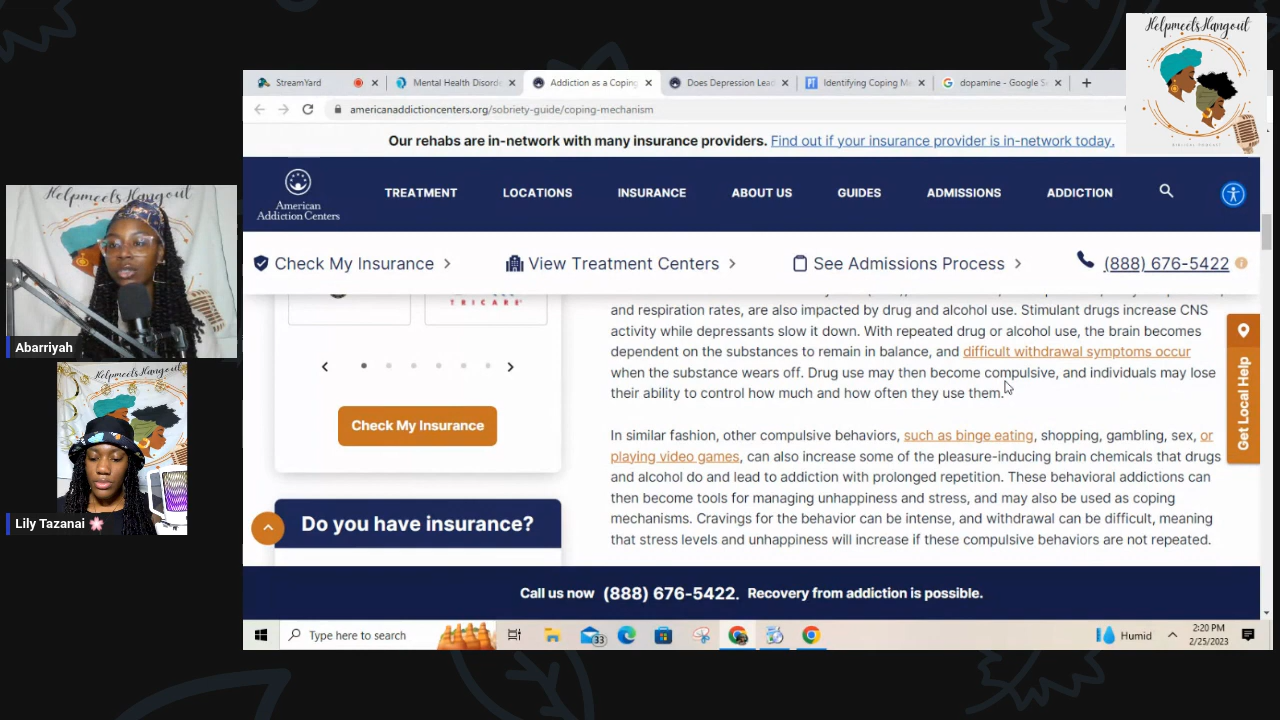 HelpmeetsHangout
BIBLICAL PODCAST
StreamYard
Mental Health Disord
Addiction as a Coping
Does Depression Lea
Identifying Coping Me
dopamine - Google S
americanaddictioncenters.org/sobriety-guide/coping-mechanism
Our rehabs are in-network with many insurance providers. Find out if your insurance provider is in-network today.
American
Addiction Centers
TREATMENT LOCATIONS INSURANCE ABOUT US GUIDES ADMISSIONS ADDICTION
Check My Insurance
View Treatment Centers
See Admissions Process
(888) 676-5422
TRICARE
Check My Insurance
Do you have insurance?
and respiration rates, are also impacted by drug and alcohol use. Stimulant drugs increase CNS
activity while depressants slow it down. With repeated drug or alcohol use, the brain becomes
dependent on the substances to remain in balance, and difficult withdrawal symptoms occur
when the substance wears off. Drug use may then become compulsive, and individuals may lose
their ability to control how much and how often they use them.
In similar fashion, other compulsive behaviors, such as binge eating, shopping, gambling, sex, or
playing video games, can also increase some of the pleasure-inducing brain chemicals that drugs
and alcohol do and lead to addiction with prolonged repetition. These behavioral addictions can
then become tools for managing unhappiness and stress, and may also be used as coping
mechanisms. Cravings for the behavior can be intense, and withdrawal can be difficult, meaning
that stress levels and unhappiness will increase if these compulsive behaviors are not repeated.
Get Local Help
Call us now (888) 676-5422. Recovery from addiction is possible.
Type here to search
33
Humid
2:20 PM
2/25/2023
HelpmeetsHangout
Abarriyah
HelpmeetsHangout
Lily Tazanai 🌸